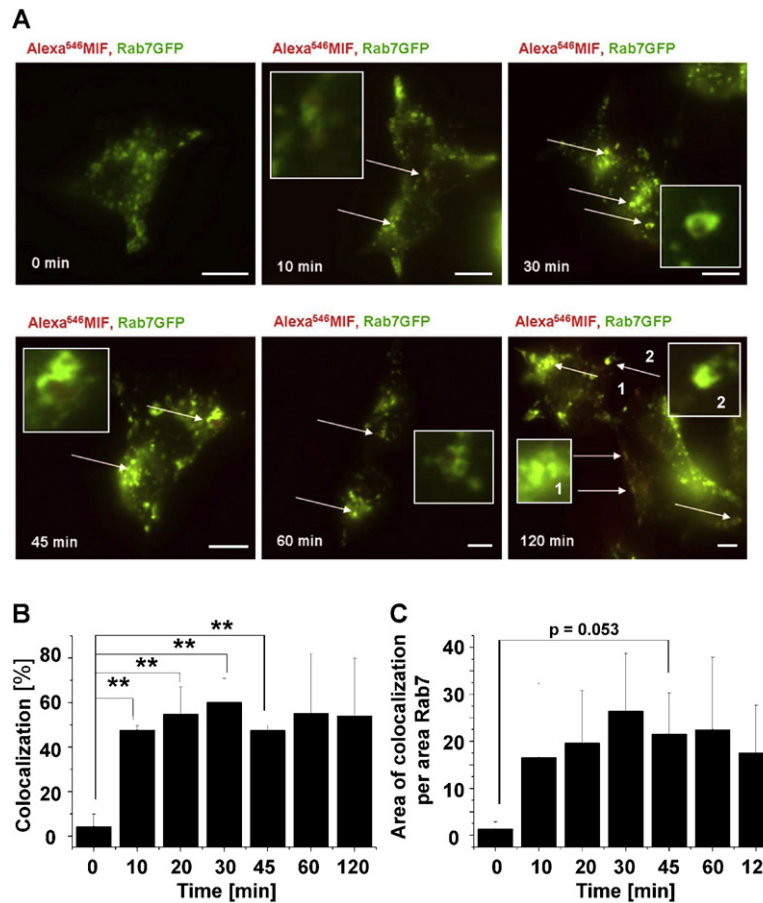 A
Alexa⁵⁴⁶MIF, Rab7GFP
Alexa⁵⁴⁶MIF, Rab7GFP
Alexa⁵⁴⁶MIF, Rab7GFP
0 min
10 min
30 min
Alexa⁵⁴⁶MIF, Rab7GFP
Alexa⁵⁴⁶MIF, Rab7GFP
Alexa⁵⁴⁶MIF, Rab7GFP
2
1
2
1
45 min
60 min
120 min
B
Colocalization [%]
80
60
40
20
0
**
**
**
**
0 10 20 30 45 60 120
Time [min]
C
Area of colocalization
per area Rab7
40
30
20
10
0
p = 0.053
0 10 20 30 45 60 12
Time [min]